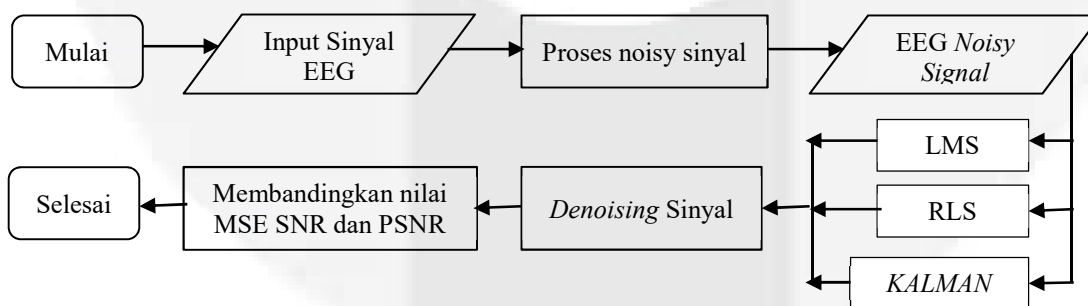 Mulai
Input Sinyal
EEG
Proses noisy sinyal
EEG Noisy
Signal
LMS
RLS
KALMAN
Denoising Sinyal
Membandingkan nilai
MSE SNR dan PSNR
Selesai